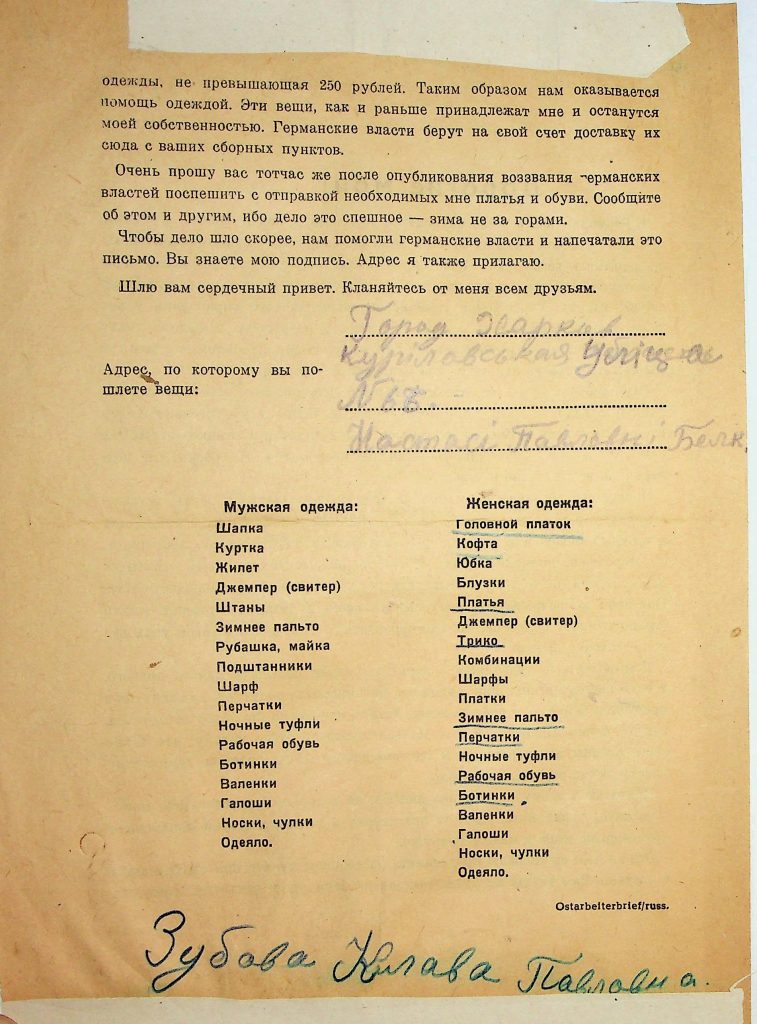 одежды, не превышающая 250 рублей. Таким образом нам оказывается
помощь одеждой. Эти вещи, как и раньше принадлежат мне и останутся
моей собственностью. Германские власти берут на свой счет доставку их
сюда с ваших сборных пунктов.
Очень прошу вас тотчас же после опубликования воззвания германских
властей поспешить с отправкой необходимых мне платья и обуви. Сообщите
об этом и другим, ибо дело это спешное — зима не за горами.
Чтобы дело шло скорее, нам помогли германские власти и напечатали это
письмо. Вы знаете мою подпись. Адрес я также прилагаю.
Шлю вам сердечный привет. Кланяйтесь от меня всем друзьям.
Город Харков
Куриловськая Уліца
Адрес, по которому вы по-
шлете вещи:
Настасі Павловні Белк
Мужская одежда:
Шапка
Куртка
Жилет
Джемпер (свитер)
Штаны
Зимнее пальто
Рубашка, майка
Подштанники
Шарф
Перчатки
Ночные туфли
Рабочая обувь
Ботинки
Валенки
Галоши
Носки, чулки
Одеяло.
Женская одежда:
Головной платок
Кофта
Юбка
Блузки
Платья
Джемпер (свитер)
Трико
Комбинации
Шарфы
Платки
Зимнее пальто
Перчатки
Ночные туфли
Рабочая обувь
Ботинки
Валенки
Галоши
Носки, чулки
Одеяло.
Ostarbeiterbrief/russ.
Зубова Клава Павловна.